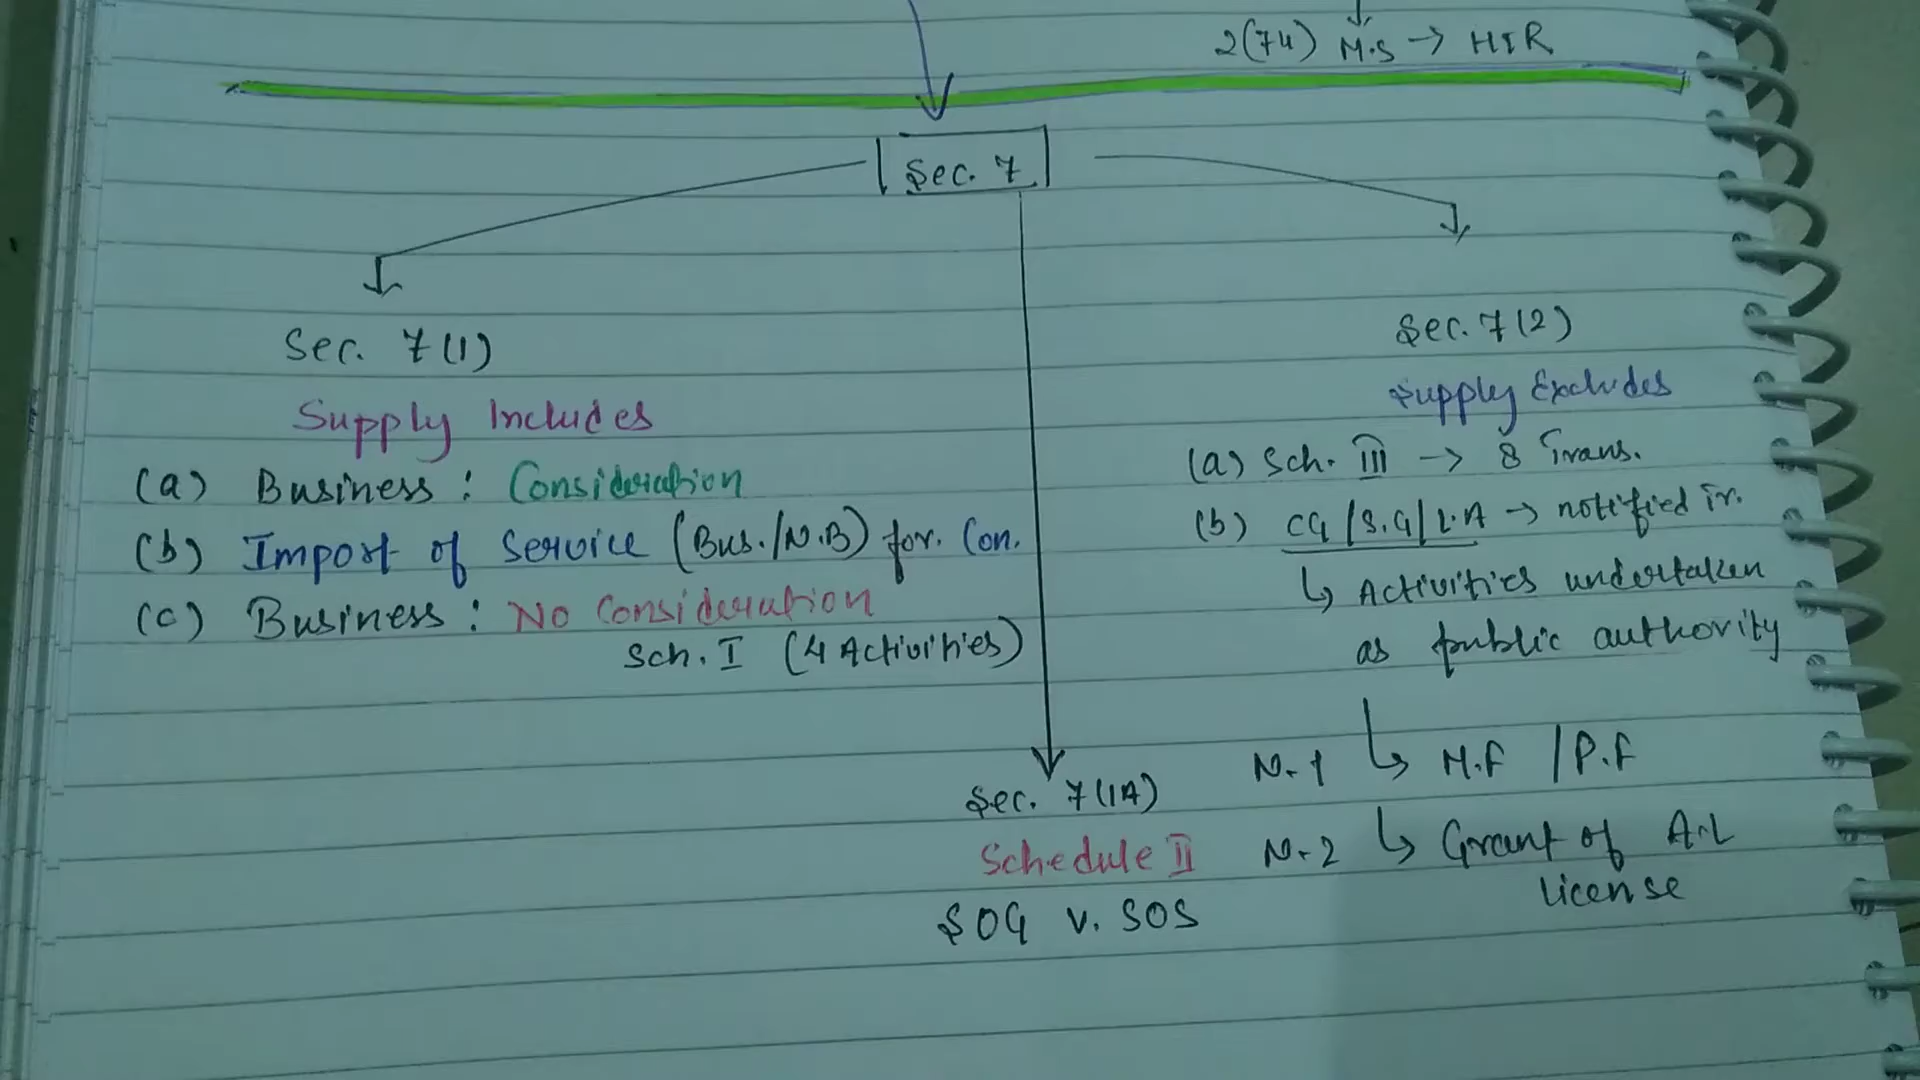 2(74) M.S → HIR
Sec. 7
Sec. 7(1)
Supply Includes
(a) Business : Consideration
(b) Import of Service (Bus./N.B) for. Con.
(c) Business : No Consideration
Sch. I (4 Activities)
Sec. 7(1A)
Schedule II
SOG v. SOS
Sec. 7(2)
Supply Excludes
(a) Sch. III → 8 Trans.
(b) CG/S.G/L.A → notified Tr.
↳ Activities undertaken
as public authority
N-1 ↳ M.F /P.F
N-2 ↳ Grant of A.L
License